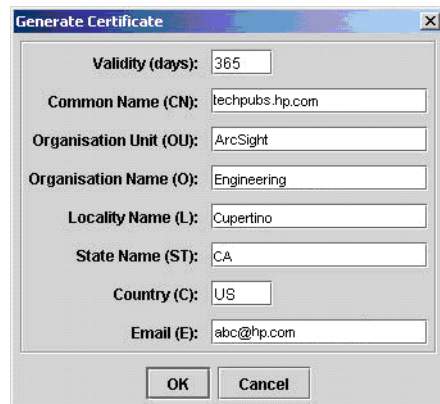 Generate Certificate
Validity (days): 365
Common Name (CN): techpubs.hp.com
Organisation Unit (OU): ArcSight
Organisation Name (O): Engineering
Locality Name (L): Cupertino
State Name (ST): CA
Country (C): US
Email (E): abc@hp.com
OK Cancel